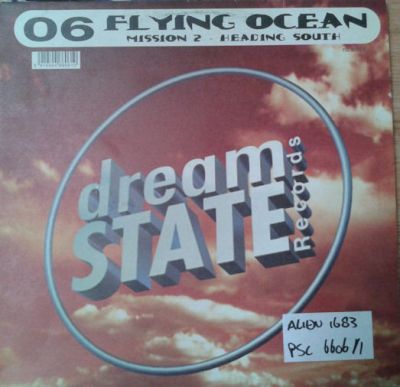 06 FLYING OCEAN
MISSION 2 - HEADING SOUTH
dream
STATE
Records
ALIEN 1683
PSC 6606/1